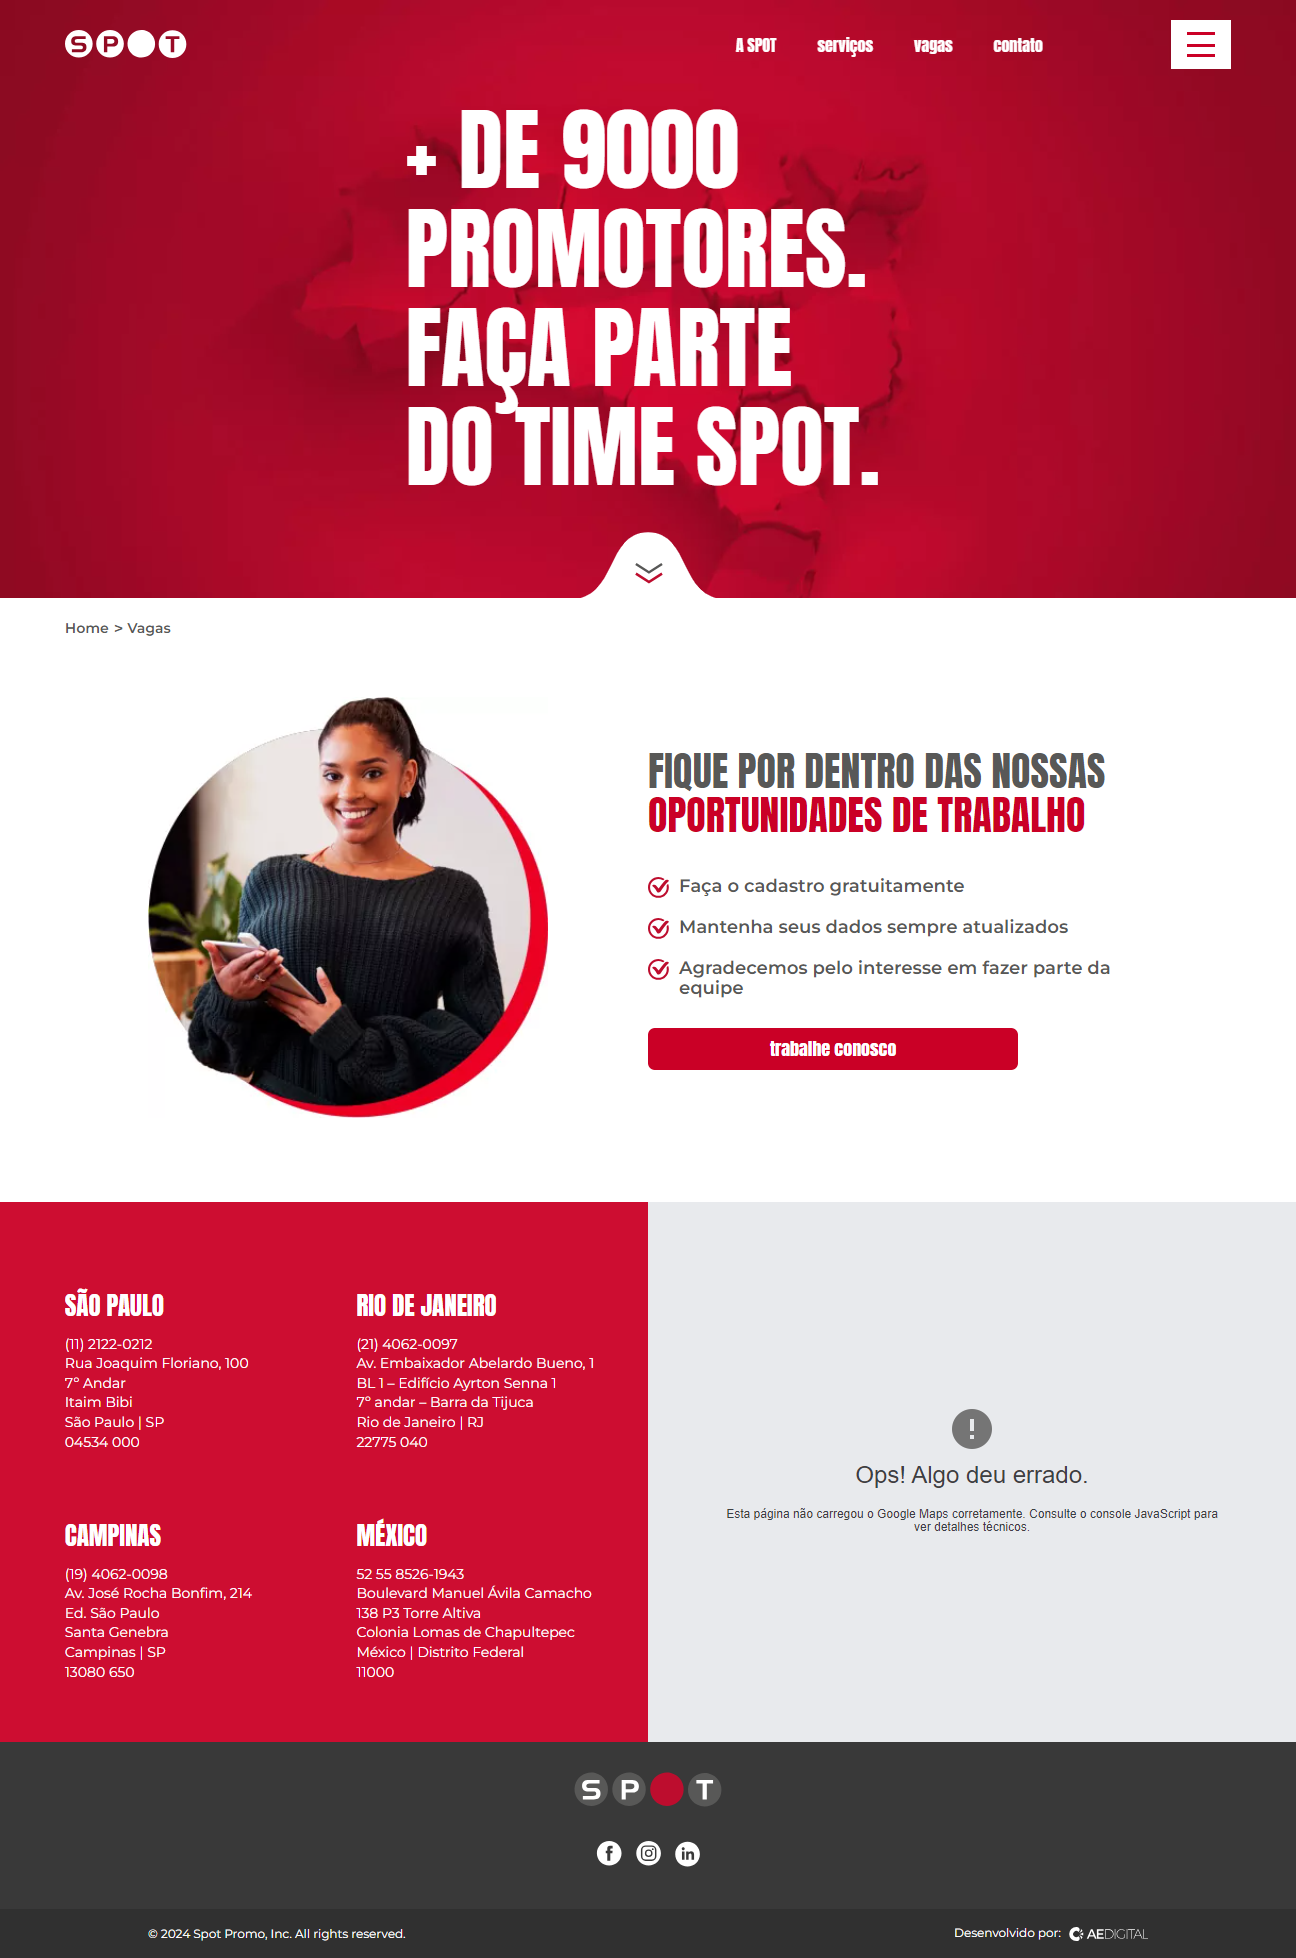 SPOT
A SPOT
serviços
vagas
contato
+ DE 9000
PROMOTORES.
FAÇA PARTE
DO TIME SPOT.
Home > Vagas
FIQUE POR DENTRO DAS NOSSAS
OPORTUNIDADES DE TRABALHO
Faça o cadastro gratuitamente
Mantenha seus dados sempre atualizados
Agradecemos pelo interesse em fazer parte da
equipe
trabalhe conosco
SÃO PAULO
(11) 2122-0212
Rua Joaquim Floriano, 100
7º Andar
Itaim Bibi
São Paulo | SP
04534 000
RIO DE JANEIRO
(21) 4062-0097
Av. Embaixador Abelardo Bueno, 1
BL 1 – Edifício Ayrton Senna 1
7º andar – Barra da Tijuca
Rio de Janeiro | RJ
22775 040
CAMPINAS
(19) 4062-0098
Av. José Rocha Bonfim, 214
Ed. São Paulo
Santa Genebra
Campinas | SP
13080 650
MÉXICO
52 55 8526-1943
Boulevard Manuel Ávila Camacho
138 P3 Torre Altiva
Colonia Lomas de Chapultepec
México | Distrito Federal
11000
Ops! Algo deu errado.
Esta página não carregou o Google Maps corretamente. Consulte o console JavaScript para
ver detalhes técnicos.
SPOT
© 2024 Spot Promo, Inc. All rights reserved.
Desenvolvido por: AEDIGITAL